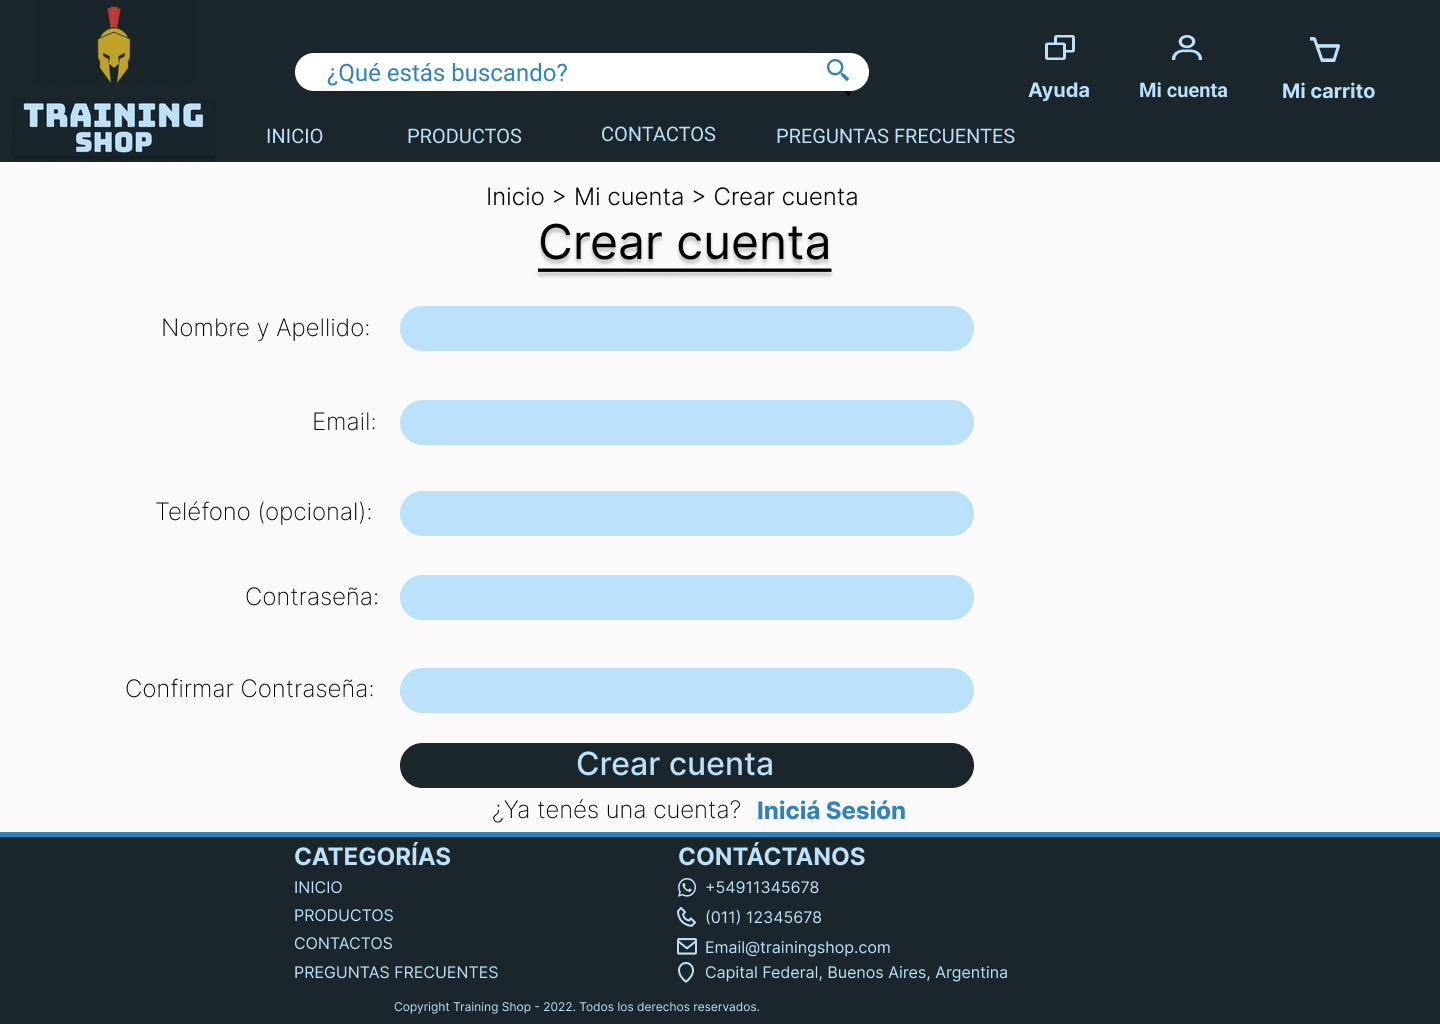 TRAINING
SHOP
¿Qué estás buscando?
Ayuda
Mi cuenta
Mi carrito
INICIO
PRODUCTOS
CONTACTOS
PREGUNTAS FRECUENTES
Inicio > Mi cuenta > Crear cuenta
Crear cuenta
Nombre y Apellido:
Email:
Teléfono (opcional):
Contraseña:
Confirmar Contraseña:
Crear cuenta
¿Ya tenés una cuenta? Iniciá Sesión
CATEGORÍAS
INICIO
PRODUCTOS
CONTACTOS
PREGUNTAS FRECUENTES
CONTÁCTANOS
+54911345678
(011) 12345678
Email@trainingshop.com
Capital Federal, Buenos Aires, Argentina
Copyright Training Shop - 2022. Todos los derechos reservados.